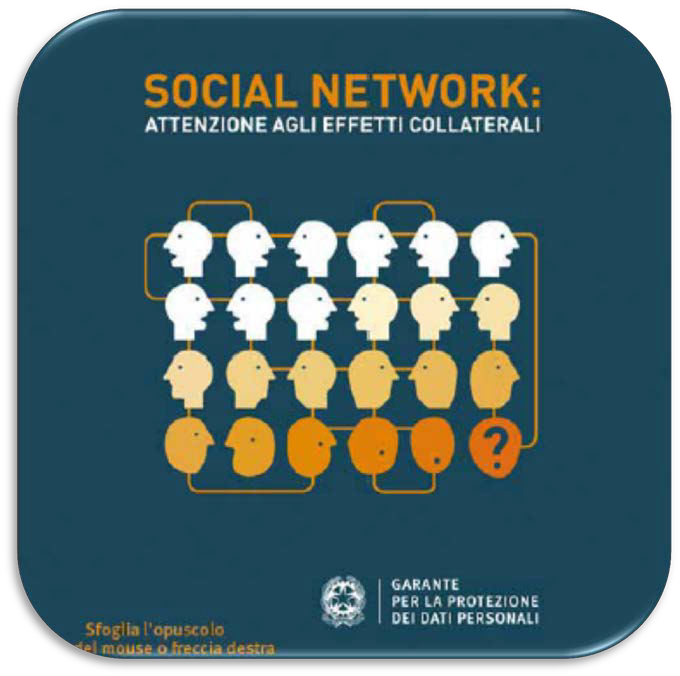 SOCIAL NETWORK:
ATTENZIONE AGLI EFFETTI COLLATERALI
?
GARANTE
PER LA PROTEZIONE
DEI DATI PERSONALI
Sfoglia l'opuscolo
mouse o freccia destra